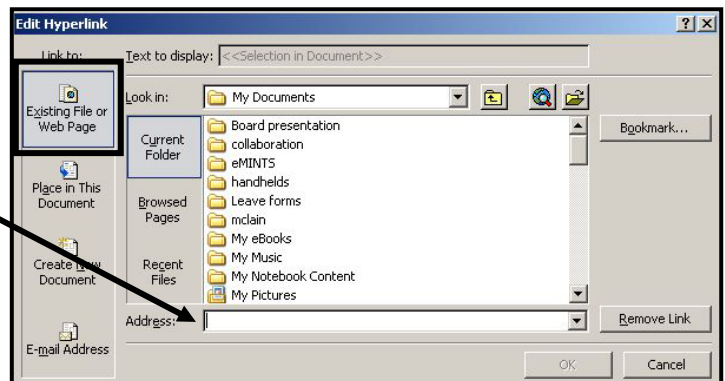 Edit Hyperlink
Link to:
Text to display: <<Selection in Document>>
Existing File or
Web Page
Place in This
Document
Create New
Document
E-mail Address
Look in: My Documents
Current
Folder
Browsed
Pages
Recent
Files
Board presentation
collaboration
eMINTS
handhelds
Leave forms
mclain
My eBooks
My Music
My Notebook Content
My Pictures
Address:
Bookmark...
Remove Link
OK
Cancel